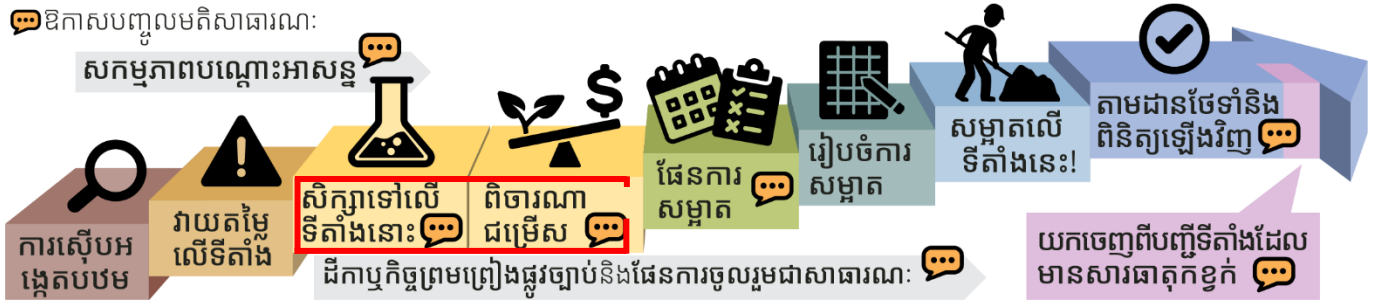 ឱកាសបញ្ចូលមតិសាធារណៈ
សកម្មភាពបណ្ដោះអាសន្ន
ការស៊ើបអ
ង្កេតបឋម
វាយតម្លៃ
លើទីតាំង
សិក្សាទៅលើ
ទីតាំងនោះ
ពិចារណា
ជម្រើស
ផែនការ
សម្អាត
រៀបចំការ
សម្អាត
សម្អាតលើ
ទីតាំងនេះ!
តាមដានថែទាំនិង
ពិនិត្យឡើងវិញ
ដីកាឬកិច្ចព្រមព្រៀងផ្លូវច្បាប់និងផែនការចូលរួមជាសាធារណៈ
យកចេញពីបញ្ជីទីតាំងដែល
មានសារធាតុកខ្វក់